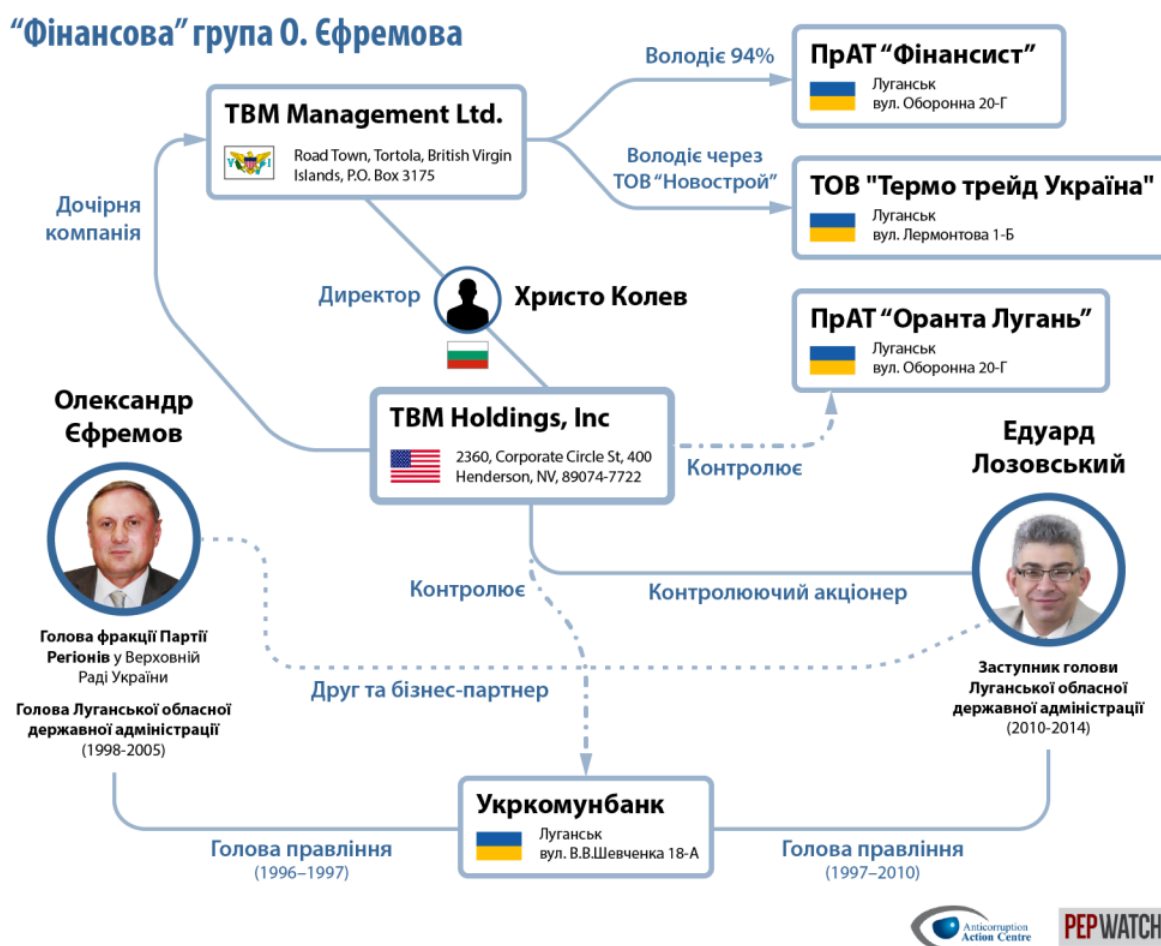 “Фінансова” група О. Єфремова
Володіє 94%
ПрАТ “Фінансист”
Луганськ
вул. Оборонна 20-Г
TBM Management Ltd.
Road Town, Tortola, British Virgin
Islands, P.O. Box 3175
Володіє через
ТОВ “Новострой”
ТОВ "Термо трейд Україна"
Луганськ
вул. Лермонтова 1-Б
Дочірня
компанія
Директор
Христо Колев
ПрАТ “Оранта Лугань”
Луганськ
вул. Оборонна 20-Г
Олександр
Єфремов
TBM Holdings, Inc
2360, Corporate Circle St, 400
Henderson, NV, 89074-7722
Контролює
Едуард
Лозовський
Контролює
Контролюючий акціонер
Голова фракції Партії
Регіонів у Верховній
Раді України
Голова Луганської обласної
державної адміністрації
(1998-2005)
Друг та бізнес-партнер
Заступник голови
Луганської обласної
державної адміністрації
(2010-2014)
Укркомунбанк
Луганськ
вул. В.В.Шевченка 18-А
Голова правління
(1996–1997)
Голова правління
(1997–2010)
Anticorruption
Action Centre
PEPWATCH